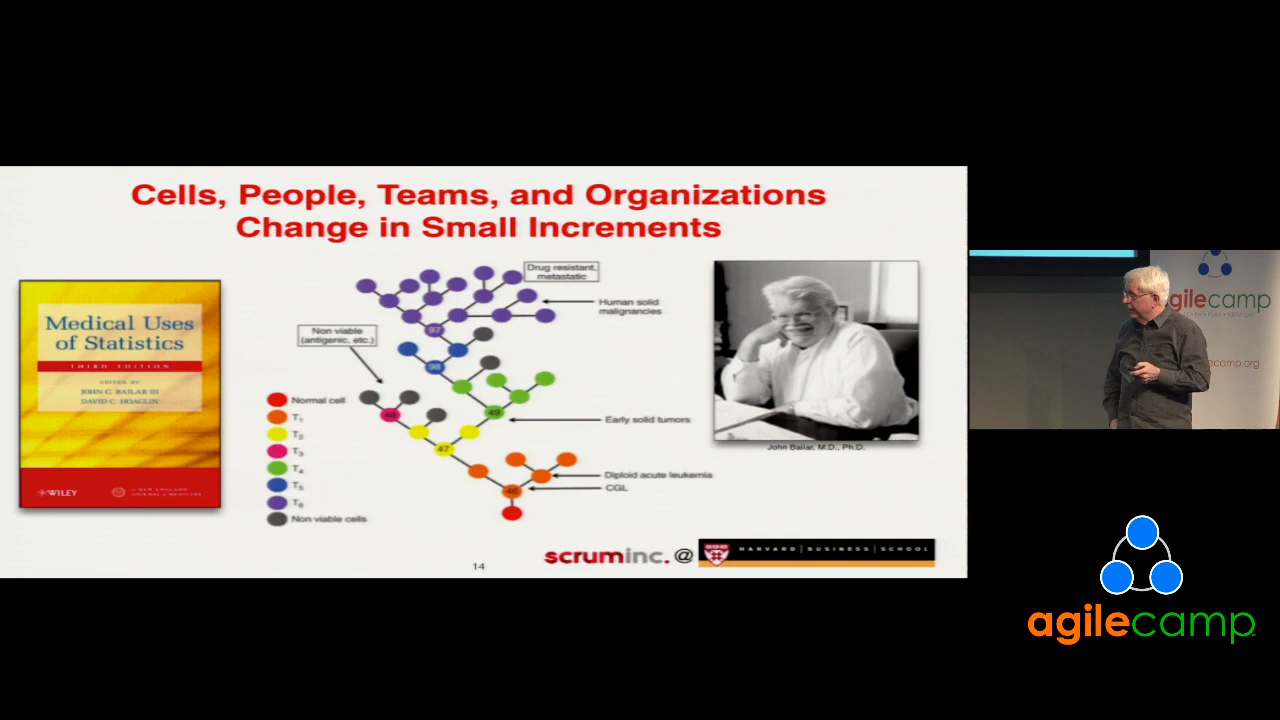 Cells, People, Teams, and Organizations
Change in Small Increments
Medical Uses
of Statistics
THIRD EDITION
EDITED BY
JOHN C. BAILAR III
DAVID C. HOAGLIN
WILEY
Drug resistant,
metastatic
Human solid
malignancies
Non viable
(antigenic, etc.)
97
98
48
49
47
46
Early solid tumors
Diploid acute leukemia
CGL
Normal cell
T1
T2
T3
T4
T5
T6
Non viable cells
John Bailar, M.D., Ph.D.
scruminc. @
HARVARD | BUSINESS | SCHOOL
14
agilecamp
agilecamp